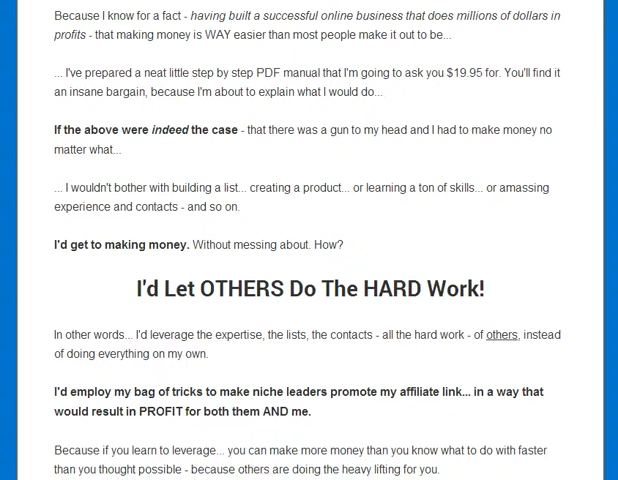 Because I know for a fact - having built a successful online business that does millions of dollars in
profits - that making money is WAY easier than most people make it out to be...
... I've prepared a neat little step by step PDF manual that I'm going to ask you $19.95 for. You'll find it
an insane bargain, because I'm about to explain what I would do...
If the above were indeed the case - that there was a gun to my head and I had to make money no
matter what...
... I wouldn't bother with building a list... creating a product... or learning a ton of skills... or amassing
experience and contacts - and so on.
I'd get to making money. Without messing about. How?
I'd Let OTHERS Do The HARD Work!
In other words... I'd leverage the expertise, the lists, the contacts - all the hard work - of others, instead
of doing everything on my own.
I'd employ my bag of tricks to make niche leaders promote my affiliate link... in a way that
would result in PROFIT for both them AND me.
Because if you learn to leverage... you can make more money than you know what to do with faster
than you thought possible - because others are doing the heavy lifting for you.